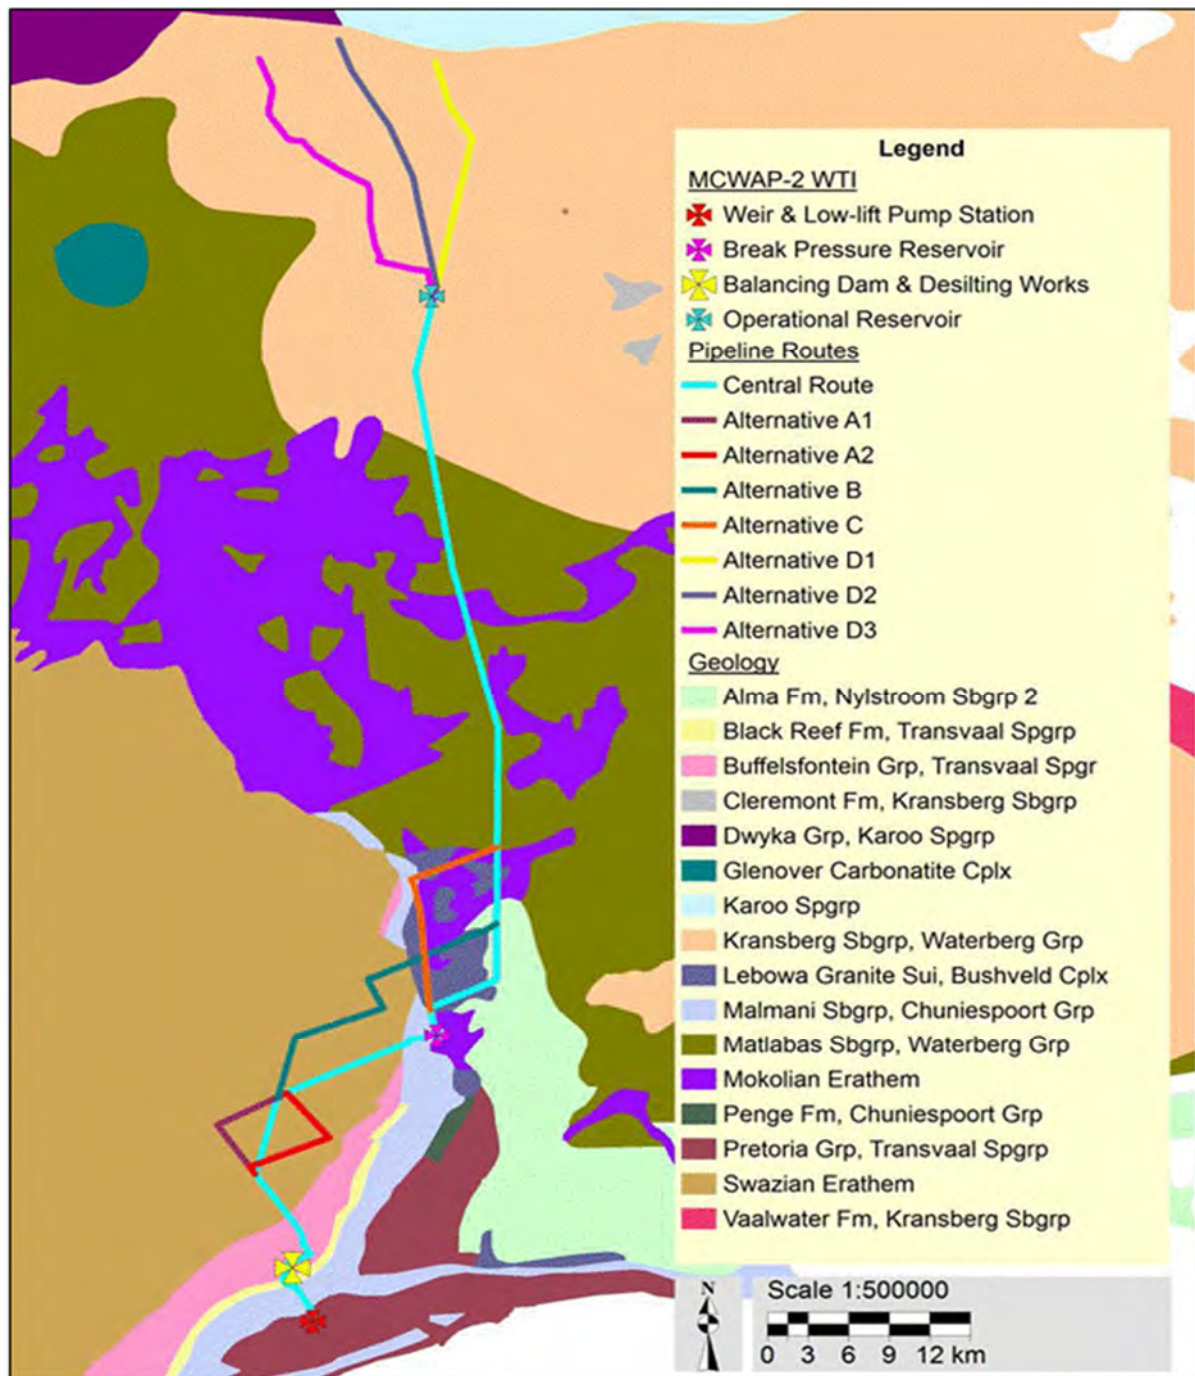 Legend
MCWAP-2 WTI
Weir & Low-lift Pump Station
Break Pressure Reservoir
Balancing Dam & Desilting Works
Operational Reservoir
Pipeline Routes
Central Route
Alternative A1
Alternative A2
Alternative B
Alternative C
Alternative D1
Alternative D2
Alternative D3
Geology
Alma Fm, Nylstroom Sbgrp 2
Black Reef Fm, Transvaal Spgrp
Buffelsfontein Grp, Transvaal Spgr
Cleremont Fm, Kransberg Sbgrp
Dwyka Grp, Karoo Spgrp
Glenover Carbonatite Cplx
Karoo Spgrp
Kransberg Sbgrp, Waterberg Grp
Lebowa Granite Sui, Bushveld Cplx
Malmani Sbgrp, Chuniespoort Grp
Matlabas Sbgrp, Waterberg Grp
Mokolian Erathem
Penge Fm, Chuniespoort Grp
Pretoria Grp, Transvaal Spgrp
Swazian Erathem
Vaalwater Fm, Kransberg Sbgrp
N
Scale 1:500000
0 3 6 9 12 km